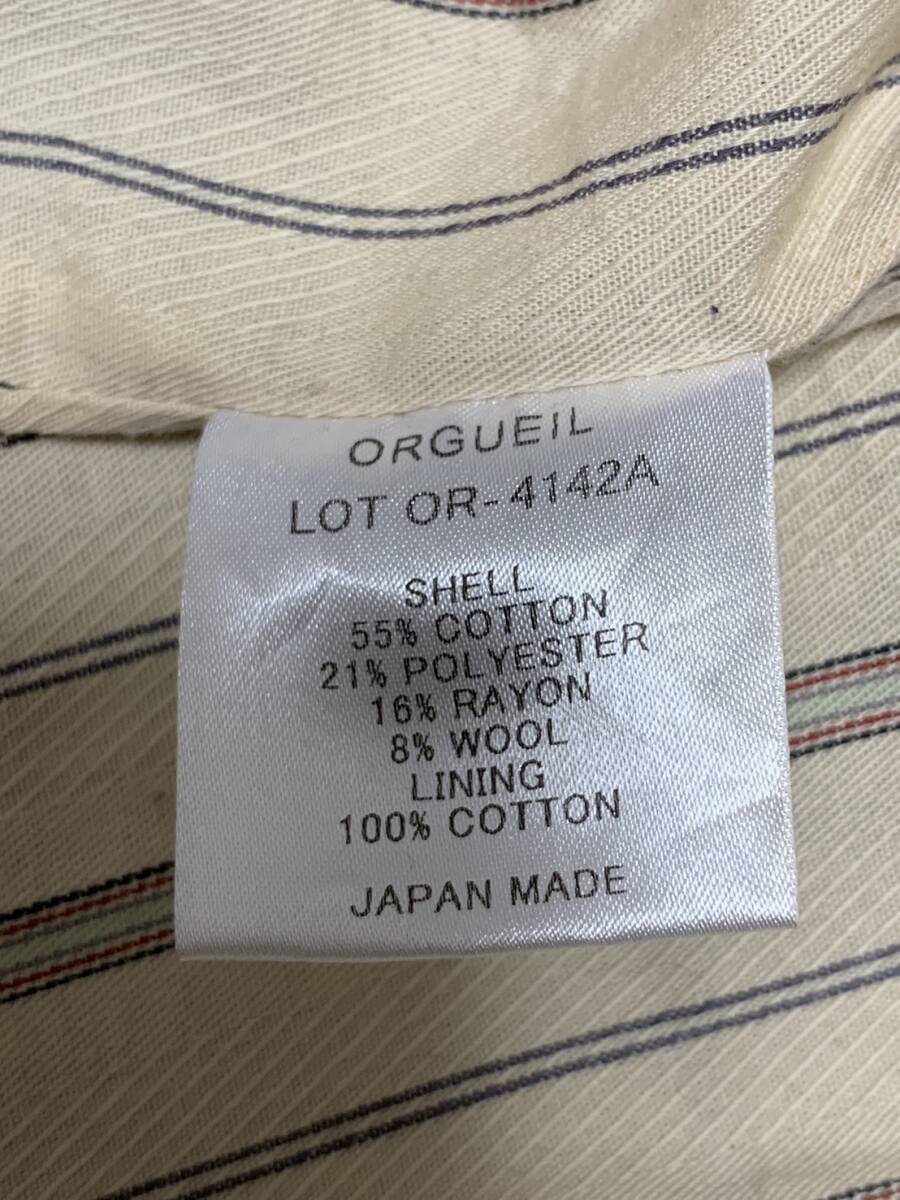 ORGUEIL
LOT OR-4142A
SHELL
55% COTTON
21% POLYESTER
16% RAYON
8% WOOL
LINING
100% COTTON
JAPAN MADE